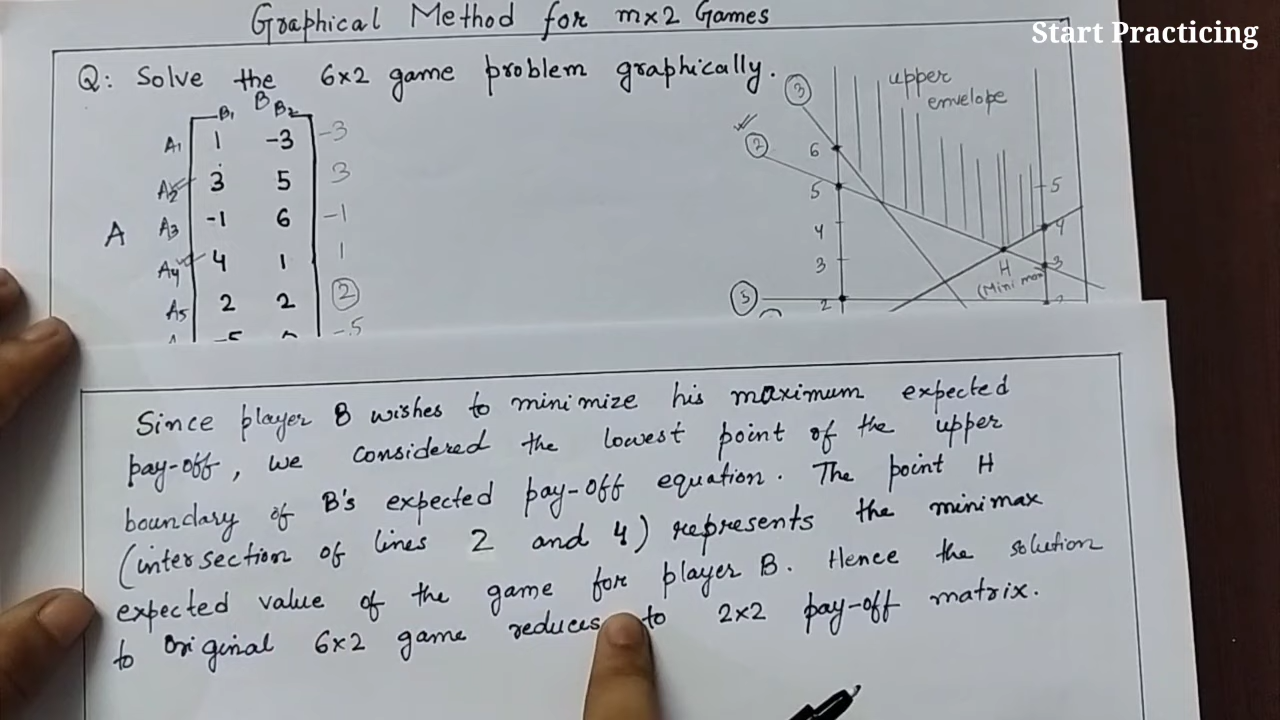 Graphical Method for m×2 Games
Start Practicing
Q: Solve the 6×2 game problem graphically.
B
B₁ B₂
A₁ 1 -3 -3
A₂ 3 5 3
A₃ -1 6 -1
A
A₄ 4 1 1
A₅ 2 2 2
-5 -5
3
upper
envelope
2
6
5 5
4 4
3 3
H
(Mini max
5
2
Since player B wishes to minimize his maximum expected
pay-off, we considered the lowest point of the upper
boundary of B's expected pay-off equation. The point H
(intersection of lines 2 and 4) represents the minimax
expected value of the game for player B. Hence the solution
to original 6×2 game reduces to 2×2 pay-off matrix.